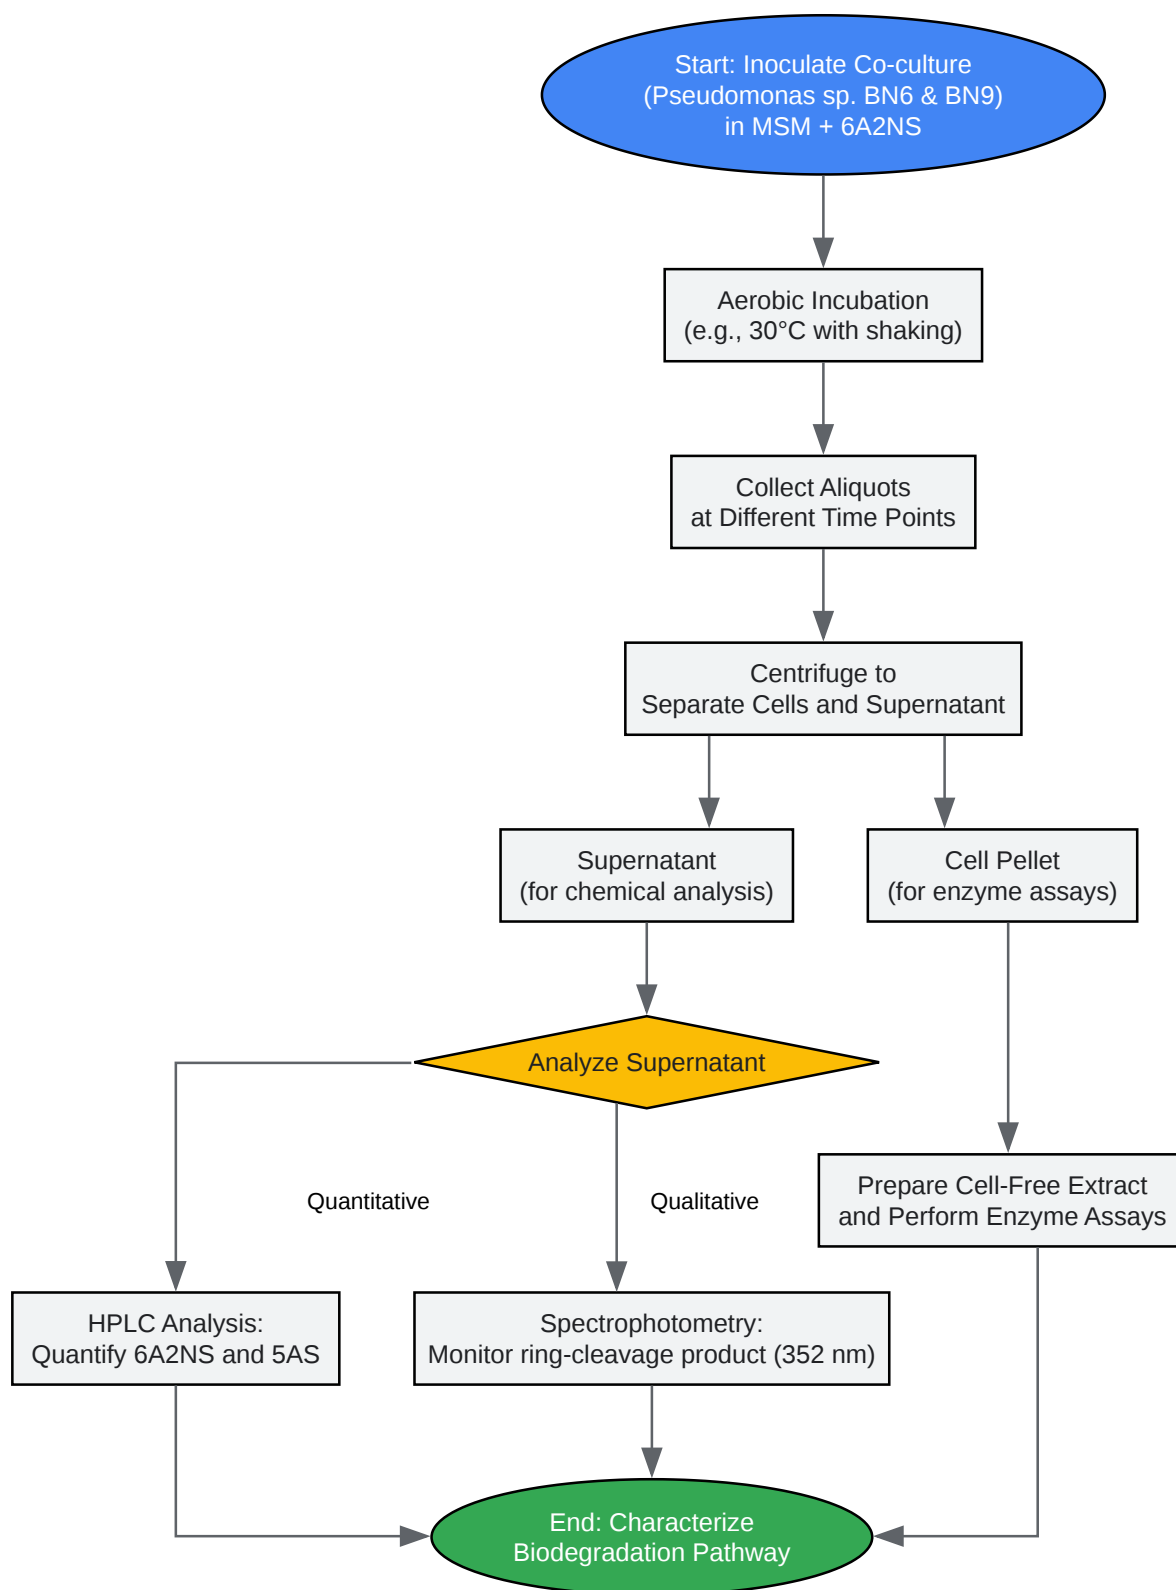 Start: Inoculate Co-culture
(Pseudomonas sp. BN6 & BN9)
in MSM + 6A2NS
Aerobic Incubation
(e.g., 30°C with shaking)
Collect Aliquots
at Different Time Points
Centrifuge to
Separate Cells and Supernatant
Supernatant
(for chemical analysis)
Cell Pellet
(for enzyme assays)
Analyze Supernatant
Quantitative
Qualitative
Prepare Cell-Free Extract
and Perform Enzyme Assays
HPLC Analysis:
Quantify 6A2NS and 5AS
Spectrophotometry:
Monitor ring-cleavage product (352 nm)
End: Characterize
Biodegradation Pathway